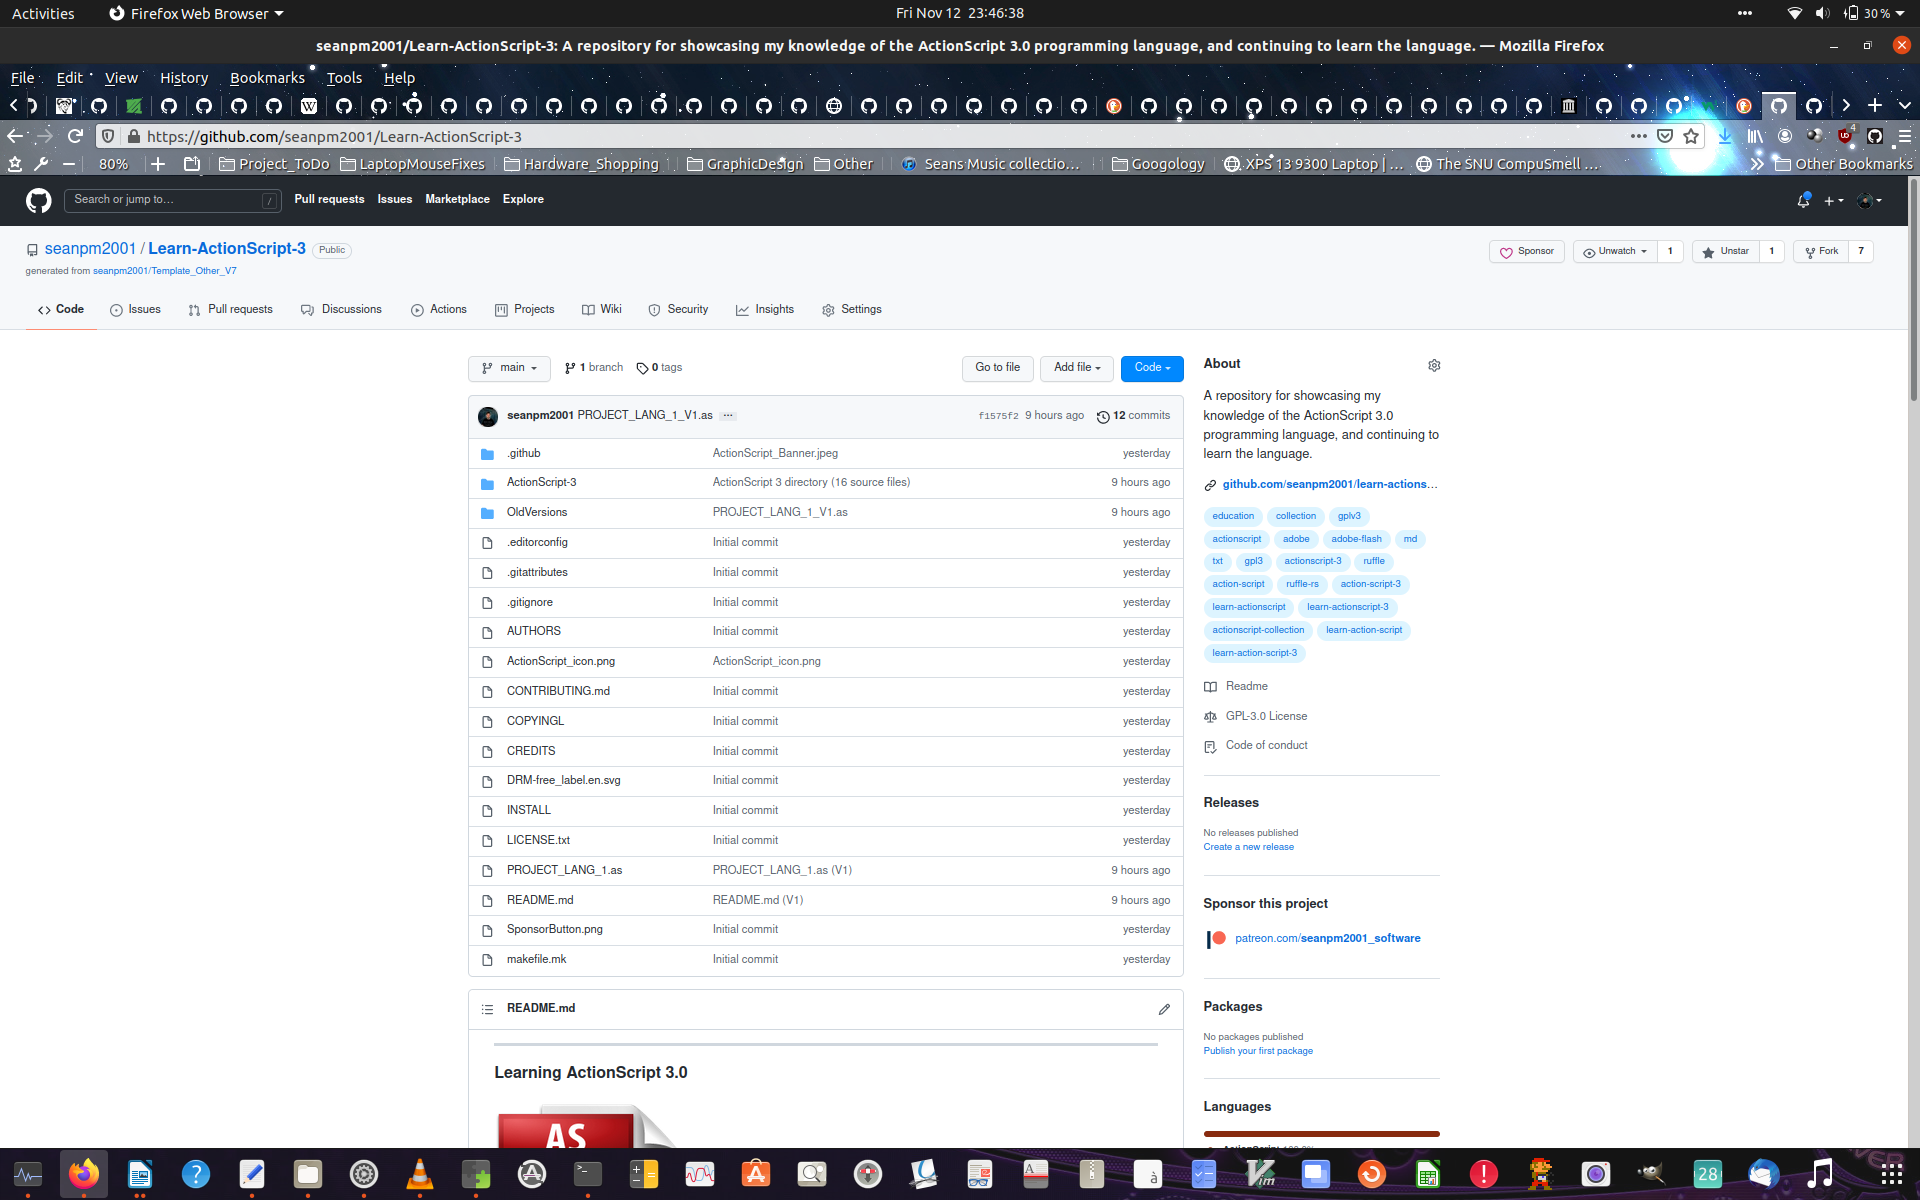 Activities Firefox Web Browser Fri Nov 12 23:46:38 30 %
seanpm2001/Learn-ActionScript-3: A repository for showcasing my knowledge of the ActionScript 3.0 programming language, and continuing to learn the language. — Mozilla Firefox
File Edit View History Bookmarks Tools Help
https://github.com/seanpm2001/Learn-ActionScript-3
80% Project_ToDo LaptopMouseFixes Hardware_Shopping GraphicDesign Other Seans Music collectio… Googology XPS 13 9300 Laptop | … The SNU CompuSmell … Other Bookmarks
Search or jump to… / Pull requests Issues Marketplace Explore
seanpm2001 / Learn-ActionScript-3 Public
Sponsor Unwatch 1 Unstar 1 Fork 7
generated from seanpm2001/Template_Other_V7
Code Issues Pull requests Discussions Actions Projects Wiki Security Insights Settings
main 1 branch 0 tags Go to file Add file Code
seanpm2001 PROJECT_LANG_1_V1.as … f1575f2 9 hours ago 12 commits
.github ActionScript_Banner.jpeg yesterday
ActionScript-3 ActionScript 3 directory (16 source files) 9 hours ago
OldVersions PROJECT_LANG_1_V1.as 9 hours ago
.editorconfig Initial commit yesterday
.gitattributes Initial commit yesterday
.gitignore Initial commit yesterday
AUTHORS Initial commit yesterday
ActionScript_icon.png ActionScript_icon.png yesterday
CONTRIBUTING.md Initial commit yesterday
COPYINGL Initial commit yesterday
CREDITS Initial commit yesterday
DRM-free_label.en.svg Initial commit yesterday
INSTALL Initial commit yesterday
LICENSE.txt Initial commit yesterday
PROJECT_LANG_1.as PROJECT_LANG_1.as (V1) 9 hours ago
README.md README.md (V1) 9 hours ago
SponsorButton.png Initial commit yesterday
makefile.mk Initial commit yesterday
README.md
Learning ActionScript 3.0
AS
About
A repository for showcasing my
knowledge of the ActionScript 3.0
programming language, and continuing to
learn the language.
github.com/seanpm2001/learn-actions…
education collection gplv3
actionscript adobe adobe-flash md
txt gpl3 actionscript-3 ruffle
action-script ruffle-rs action-script-3
learn-actionscript learn-actionscript-3
actionscript-collection learn-action-script
learn-action-script-3
Readme
GPL-3.0 License
Code of conduct
Releases
No releases published
Create a new release
Sponsor this project
patreon.com/seanpm2001_software
Packages
No packages published
Publish your first package
Languages
28